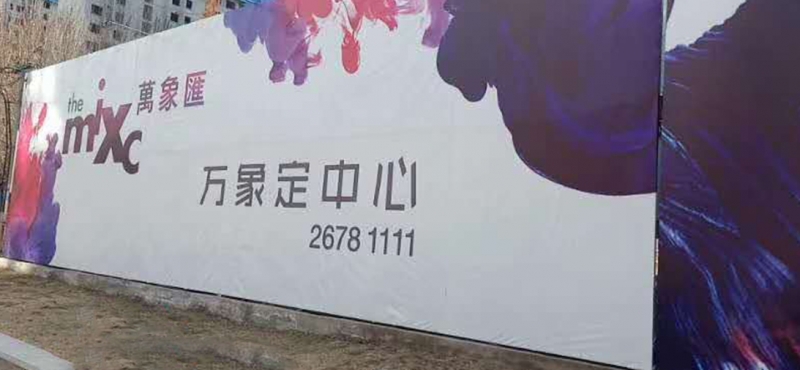 the
mixc
萬象匯
万象定中心
2678 1111